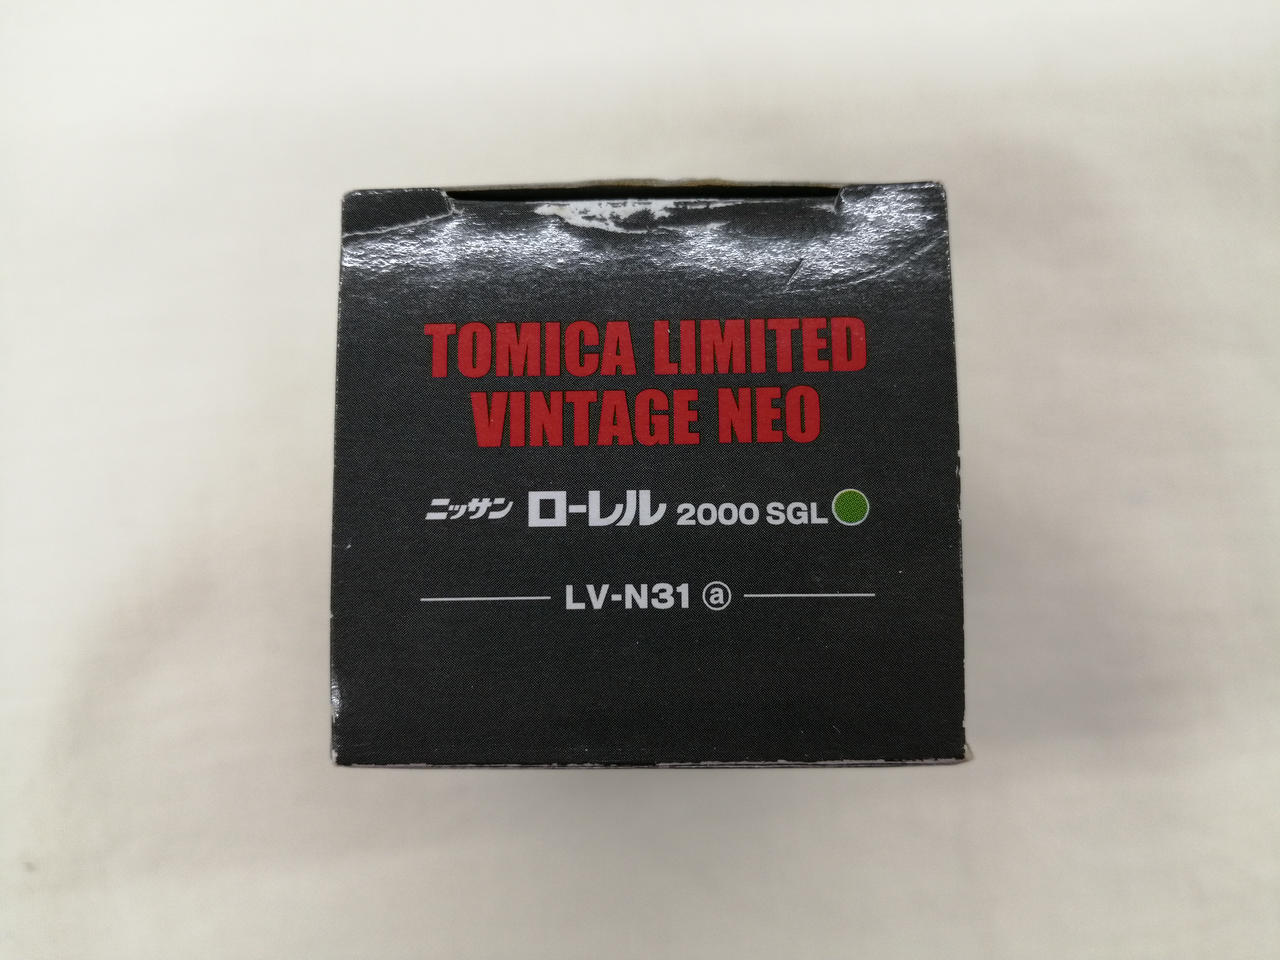 TOMICA LIMITED
VINTAGE NEO
ニッサン ローレル 2000 SGL
LV-N31 ⓐ